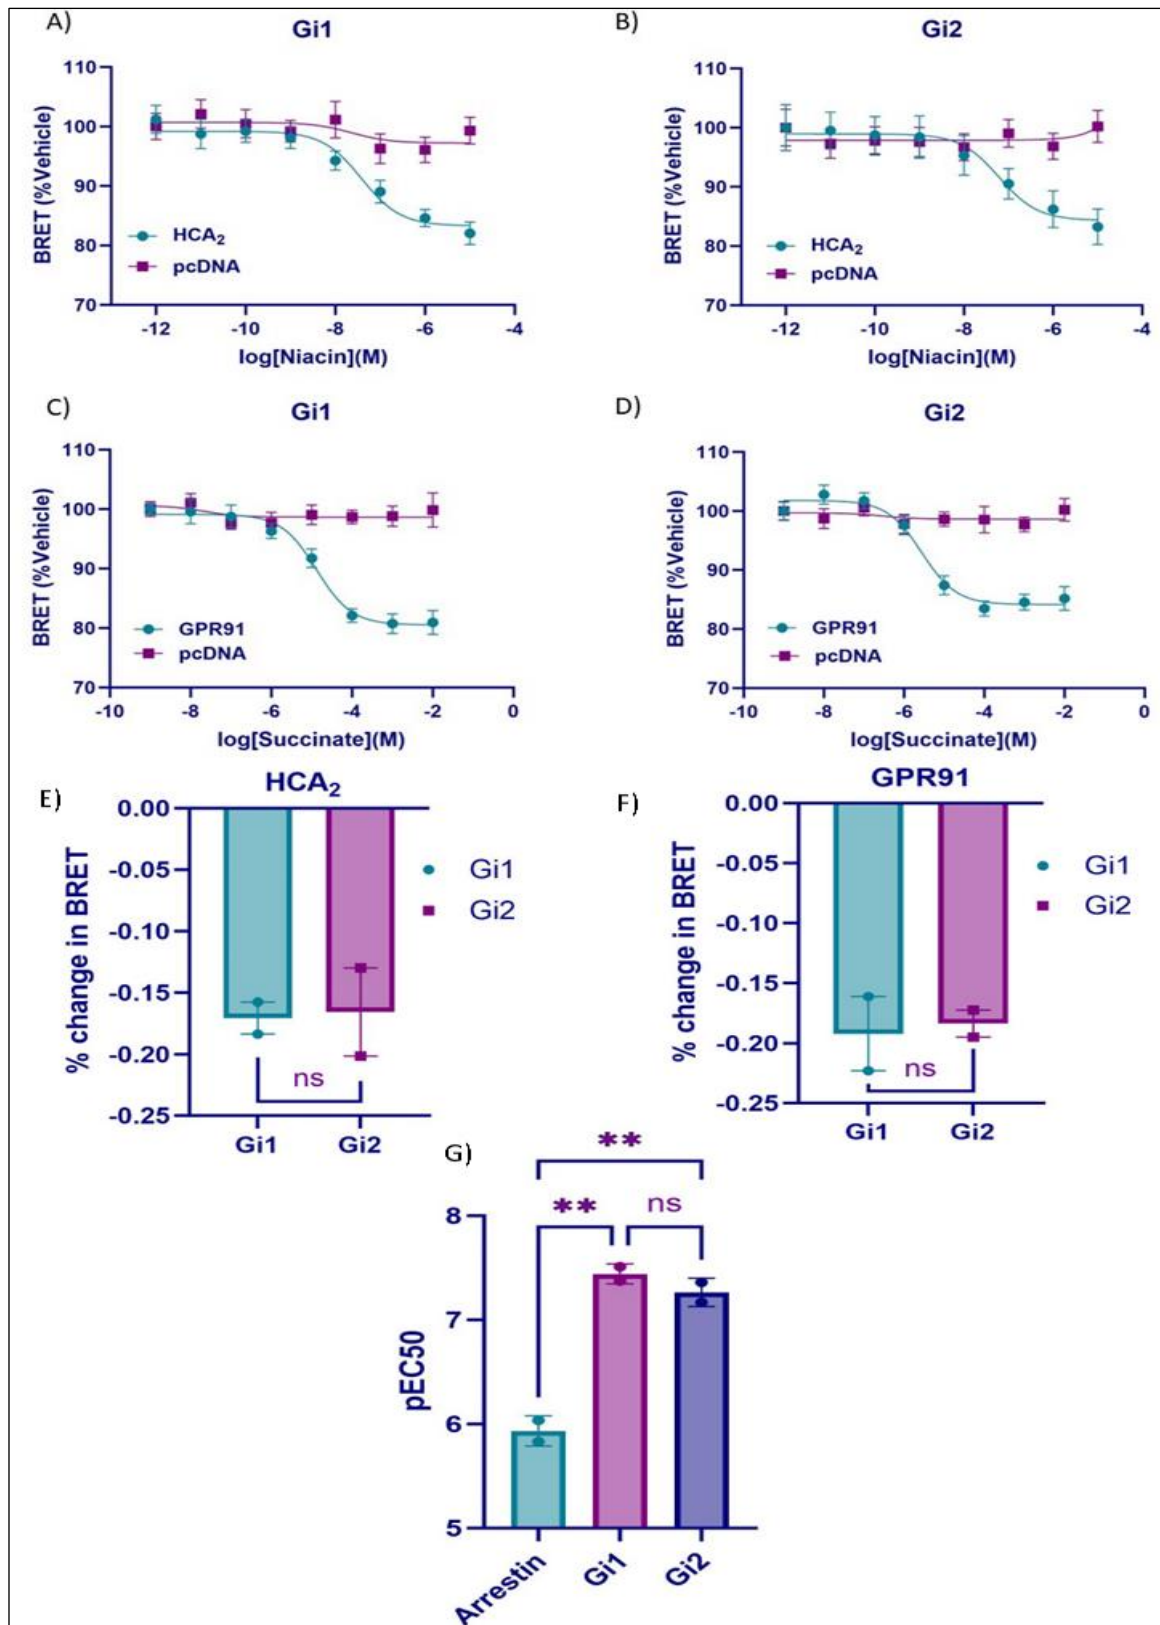 A)
Gi1
BRET (%Vehicle)
110
100
90
80
70
HCA2
pcDNA
-12
-10
-8
-6
-4
log[Niacin](M)
B)
Gi2
BRET (%Vehicle)
110
100
90
80
70
HCA2
pcDNA
-12
-10
-8
-6
-4
log[Niacin](M)
C)
Gi1
BRET (%Vehicle)
110
100
90
80
70
GPR91
pcDNA
-10
-8
-6
-4
-2
0
log[Succinate](M)
D)
Gi2
BRET (%Vehicle)
110
100
90
80
70
GPR91
pcDNA
-10
-8
-6
-4
-2
0
log[Succinate](M)
E)
HCA2
% change in BRET
0.00
-0.05
-0.10
-0.15
-0.20
-0.25
Gi1
Gi2
ns
Gi1
Gi2
F)
GPR91
% change in BRET
0.00
-0.05
-0.10
-0.15
-0.20
-0.25
Gi1
Gi2
ns
Gi1
Gi2
G)
**
**
ns
pEC50
8
7
6
5
Arrestin
Gi1
Gi2